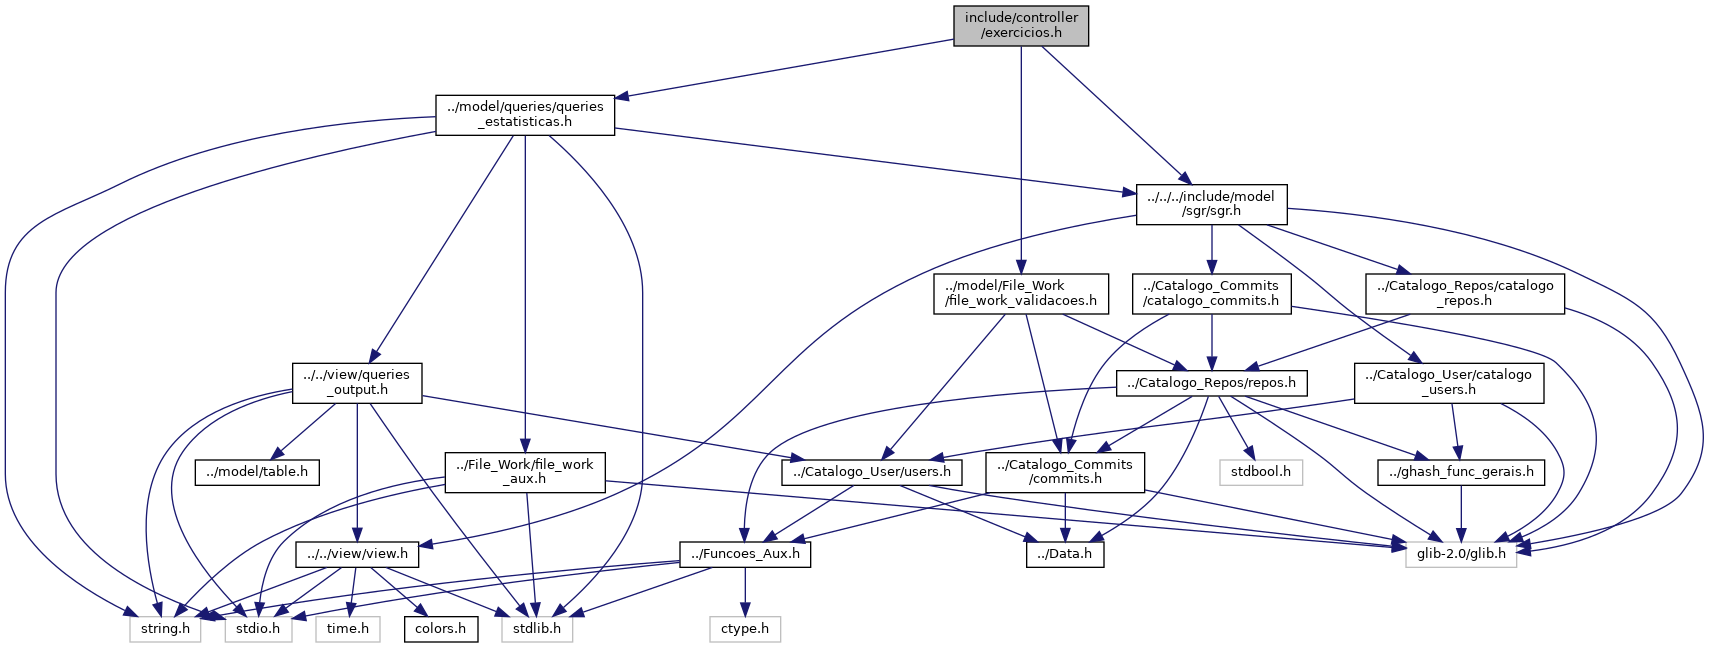 include/controller
/exercicios.h
../model/queries/queries
_estatisticas.h
../../../include/model
/sgr/sgr.h
../model/File_Work
/file_work_validacoes.h
../Catalogo_Commits
/catalogo_commits.h
../Catalogo_Repos/catalogo
_repos.h
../../view/queries
_output.h
../Catalogo_Repos/repos.h
../Catalogo_User/catalogo
_users.h
../model/table.h
../File_Work/file_work
_aux.h
../Catalogo_User/users.h
../Catalogo_Commits
/commits.h
stdbool.h
../ghash_func_gerais.h
../../view/view.h
../Funcoes_Aux.h
../Data.h
glib-2.0/glib.h
string.h
stdio.h
time.h
colors.h
stdlib.h
ctype.h